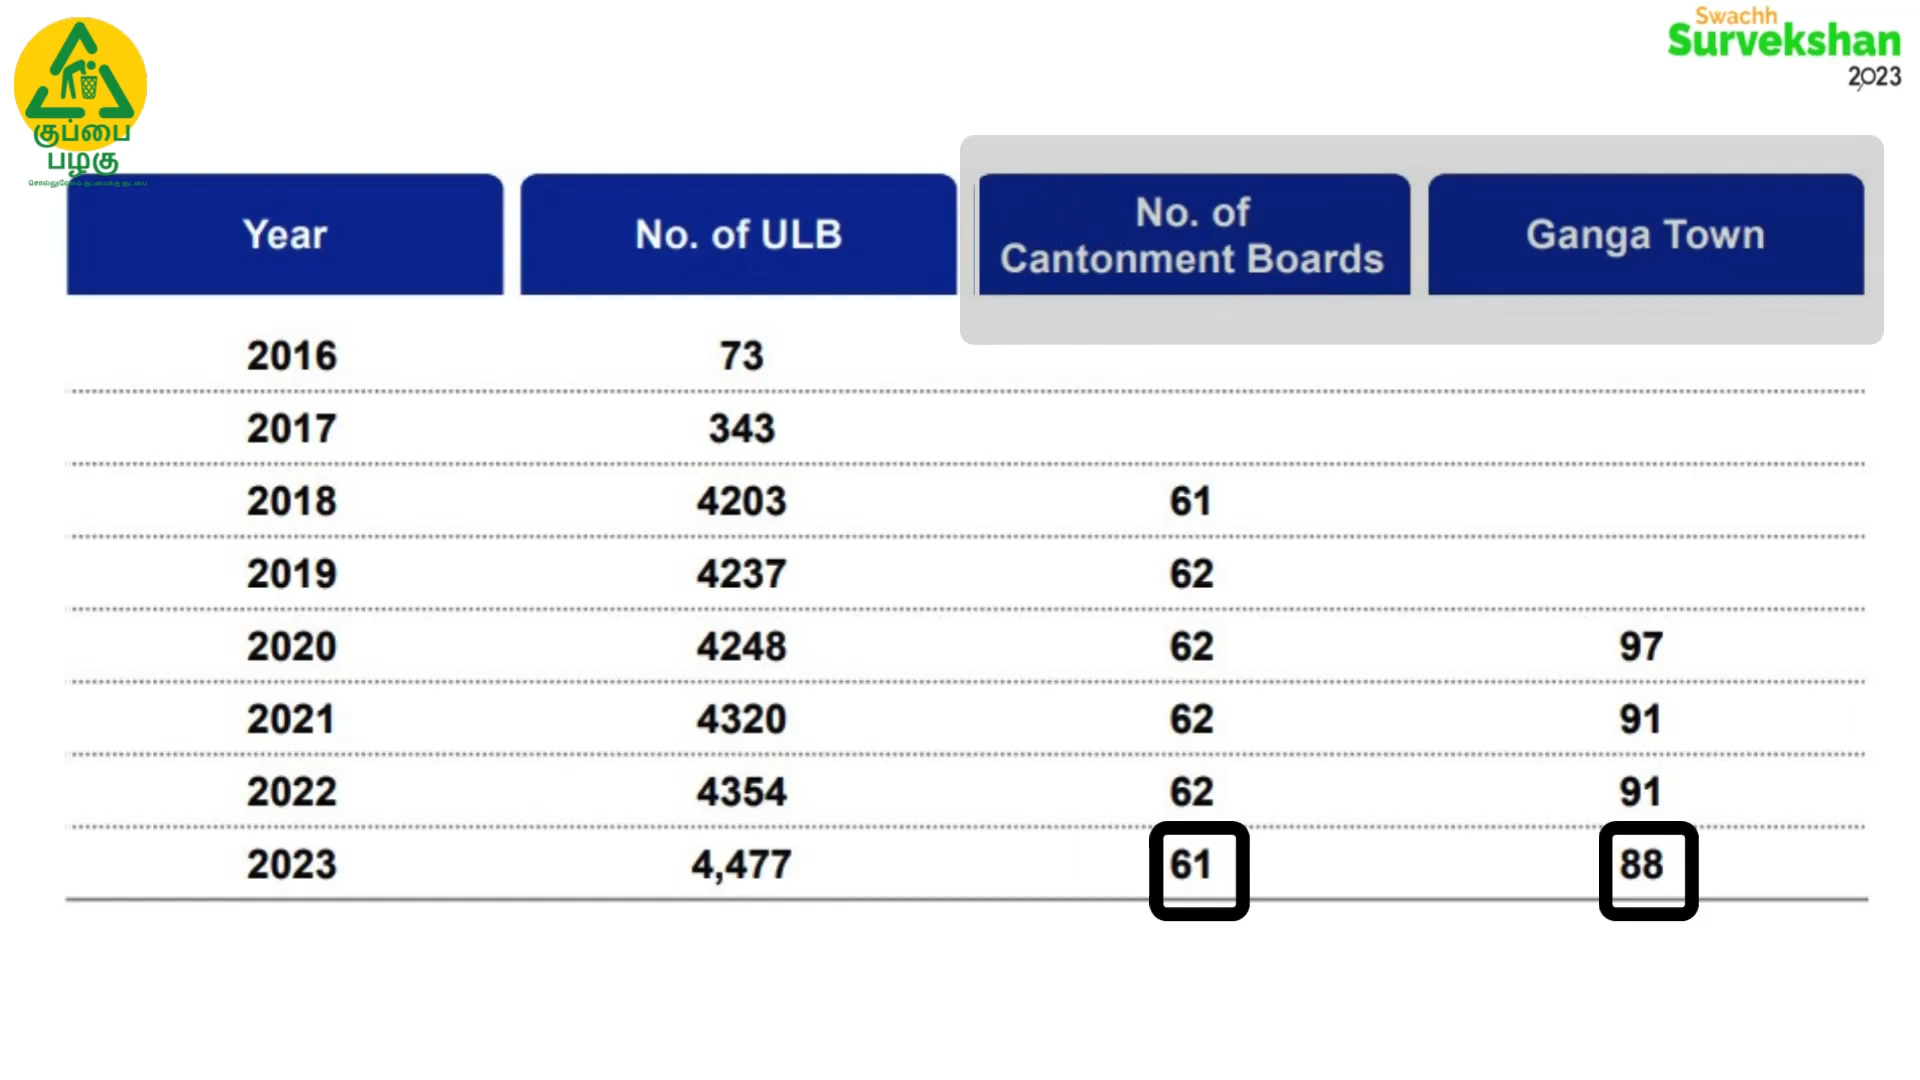 Swachh
Survekshan
2023
குப்பை
பழகு
Year No. of ULB No. of Cantonment Boards Ganga Town
2016 73
2017 343
2018 4203 61
2019 4237 62
2020 4248 62 97
2021 4320 62 91
2022 4354 62 91
2023 4,477 61 88